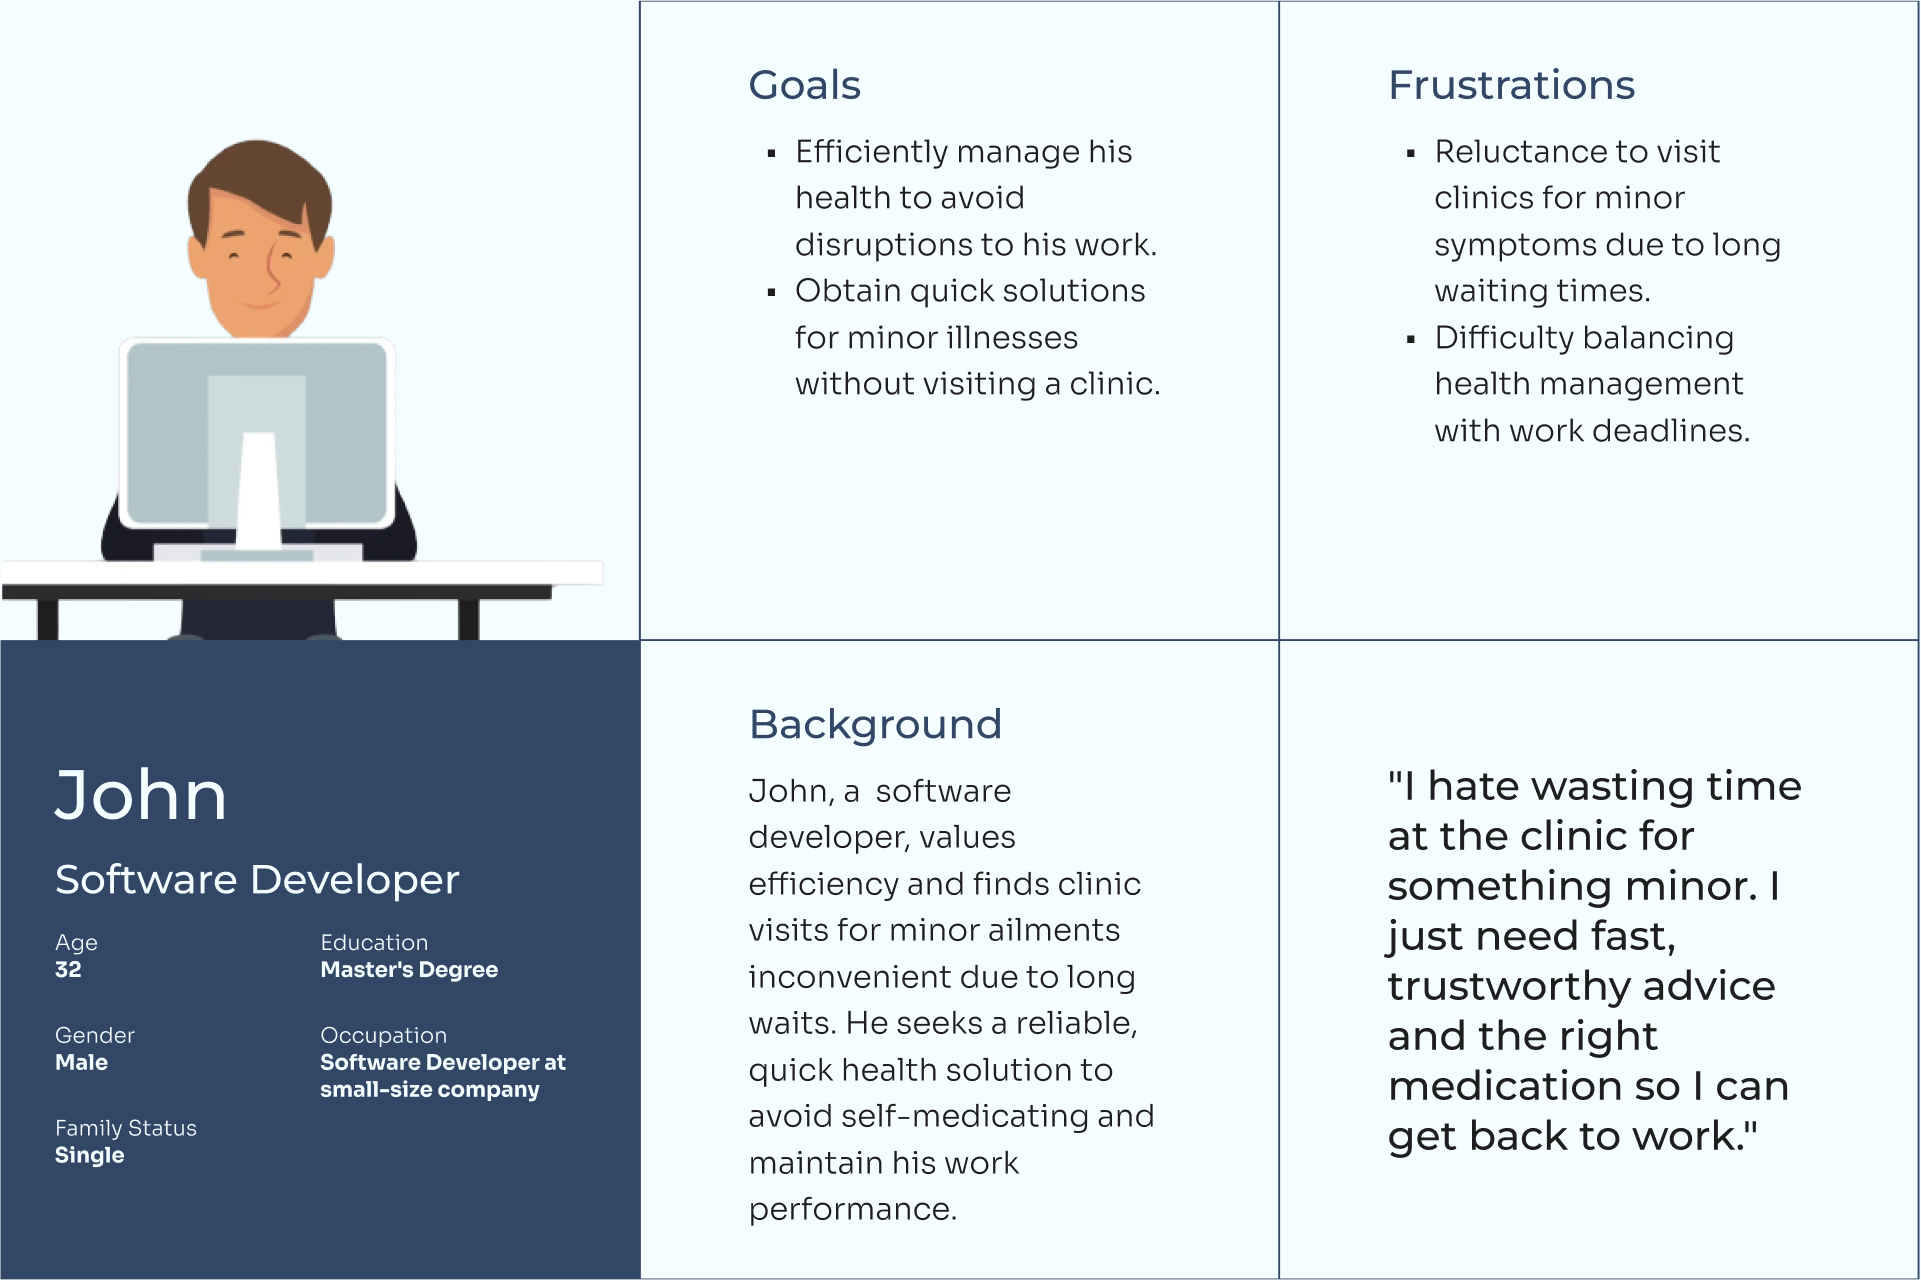 Goals
▪ Efficiently manage his
health to avoid
disruptions to his work.
▪ Obtain quick solutions
for minor illnesses
without visiting a clinic.
Frustrations
▪ Reluctance to visit
clinics for minor
symptoms due to long
waiting times.
▪ Difficulty balancing
health management
with work deadlines.
John
Software Developer
Age
32
Gender
Male
Family Status
Single
Education
Master's Degree
Occupation
Software Developer at
small-size company
Background
John, a  software
developer, values
efficiency and finds clinic
visits for minor ailments
inconvenient due to long
waits. He seeks a reliable,
quick health solution to
avoid self-medicating and
maintain his work
performance.
"I hate wasting time
at the clinic for
something minor. I
just need fast,
trustworthy advice
and the right
medication so I can
get back to work."